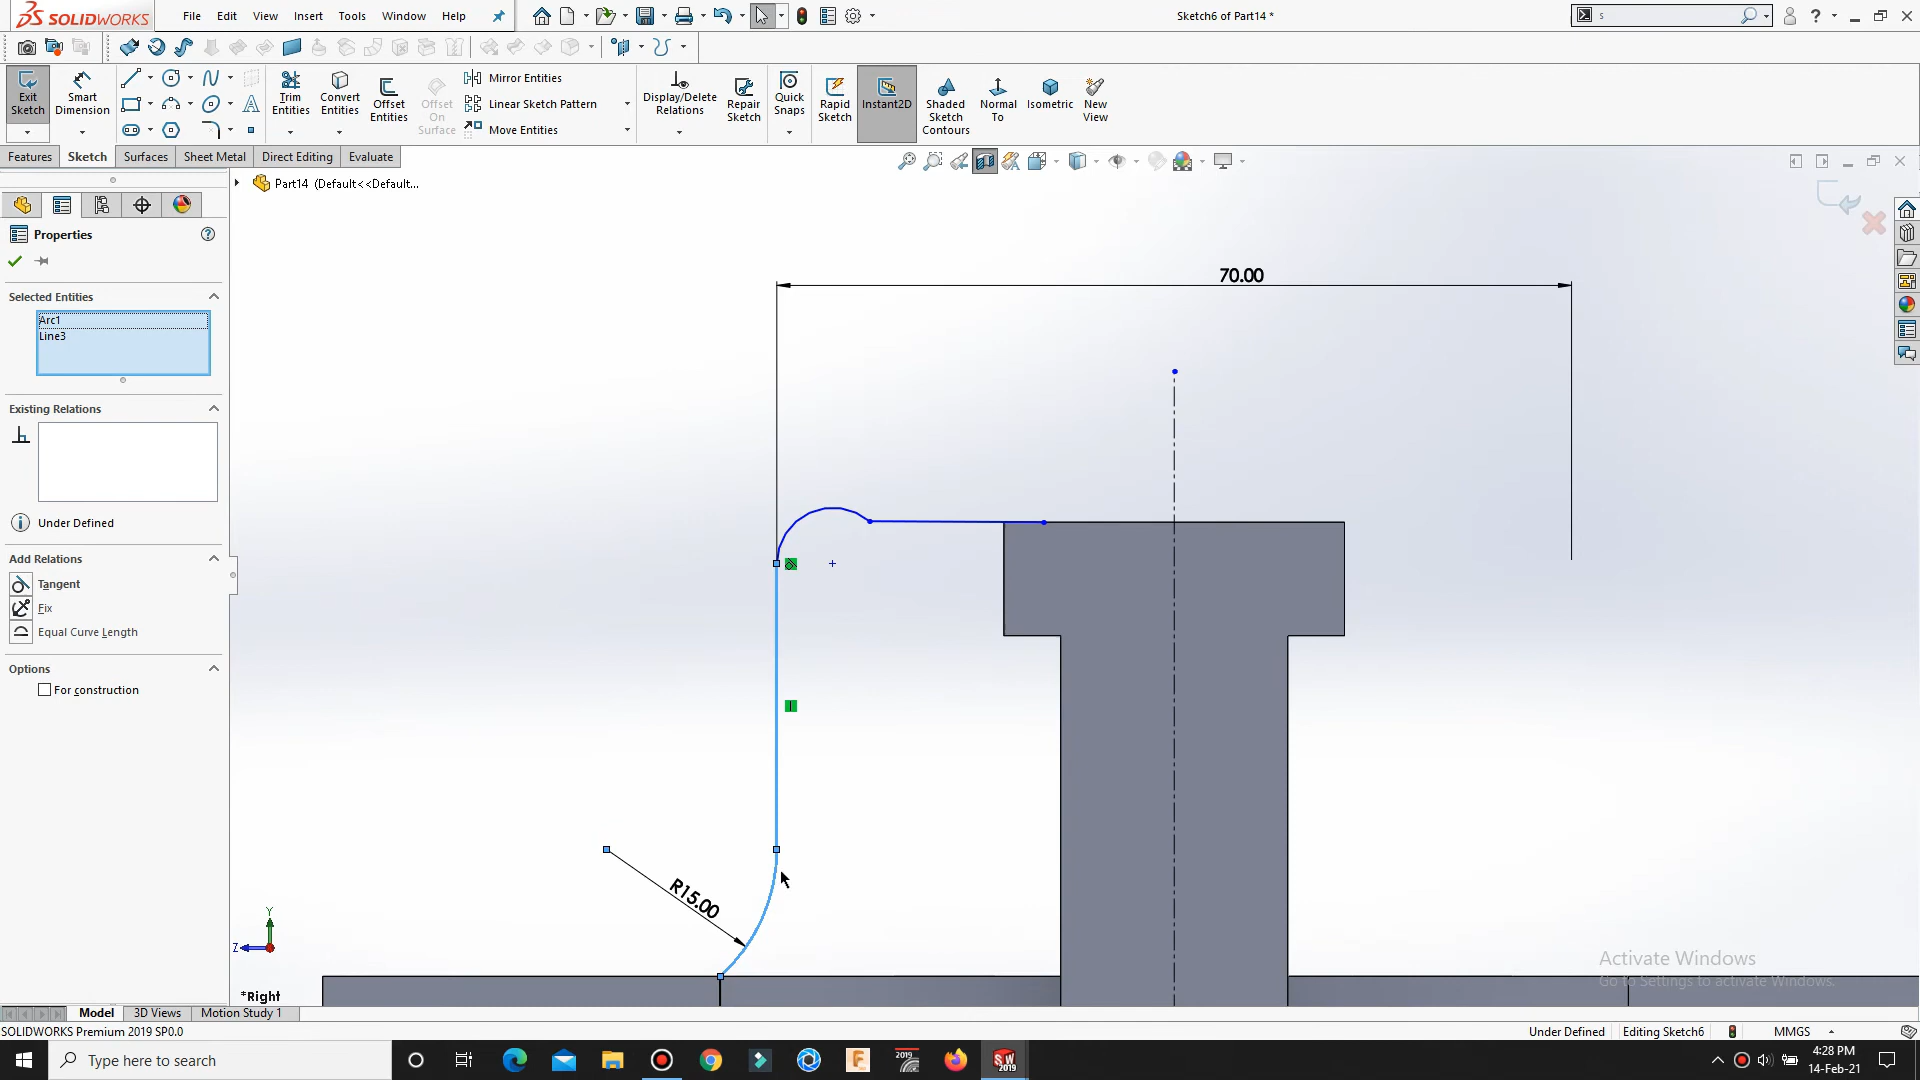 SOLIDWORKS
File Edit View Insert Tools Window Help
Sketch6 of Part14 *
s
Exit Sketch
Smart Dimension
Trim Entities
Convert Entities
Offset Entities
Offset On Surface
Mirror Entities
Linear Sketch Pattern
Move Entities
Display/Delete Relations
Repair Sketch
Quick Snaps
Rapid Sketch
Instant2D
Shaded Sketch Contours
Normal To
Isometric
New View
Features Sketch Surfaces Sheet Metal Direct Editing Evaluate
Part14 (Default<<Default...
Properties
Selected Entities
Arc1
Line3
Existing Relations
Under Defined
Add Relations
Tangent
Fix
Equal Curve Length
Options
For construction
70.00
R15.00
Y
Z
*Right
Activate Windows
Go to Settings to activate Windows.
Model 3D Views Motion Study 1
SOLIDWORKS Premium 2019 SP0.0
Under Defined Editing Sketch6 MMGS
Type here to search
2019
SW
2019
4:28 PM
14-Feb-21